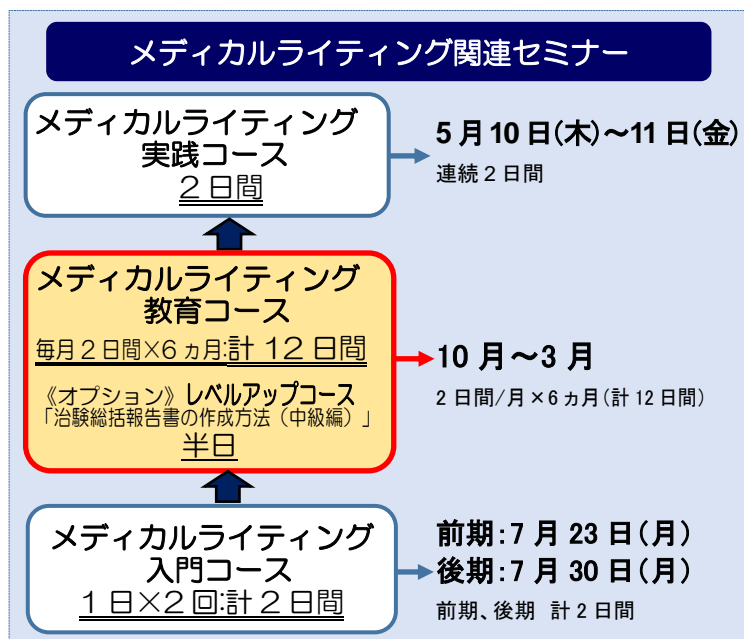 メディカルライティング関連セミナー
メディカルライティング
実践コース
２日間
5月10日(木)～11日(金)
連続２日間
メディカルライティング
教育コース
毎月２日間×6ヵ月:計12日間
《オプション》レベルアップコース
「治験総括報告書の作成方法（中級編）」
半日
10月～3月
2日間/月×6ヵ月(計12日間)
メディカルライティング
入門コース
１日×２回:計２日間
前期:7月23日(月)
後期:7月30日(月)
前期、後期 計2日間